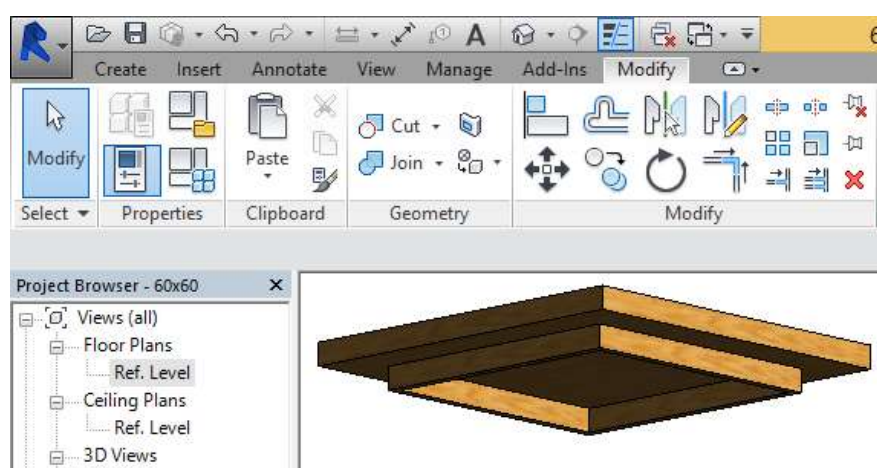 6
Create Insert Annotate View Manage Add-Ins Modify
Modify
Paste
Cut
Join
Select Properties Clipboard Geometry Modify
Project Browser - 60x60
Views (all)
Floor Plans
Ref. Level
Ceiling Plans
Ref. Level
3D Views